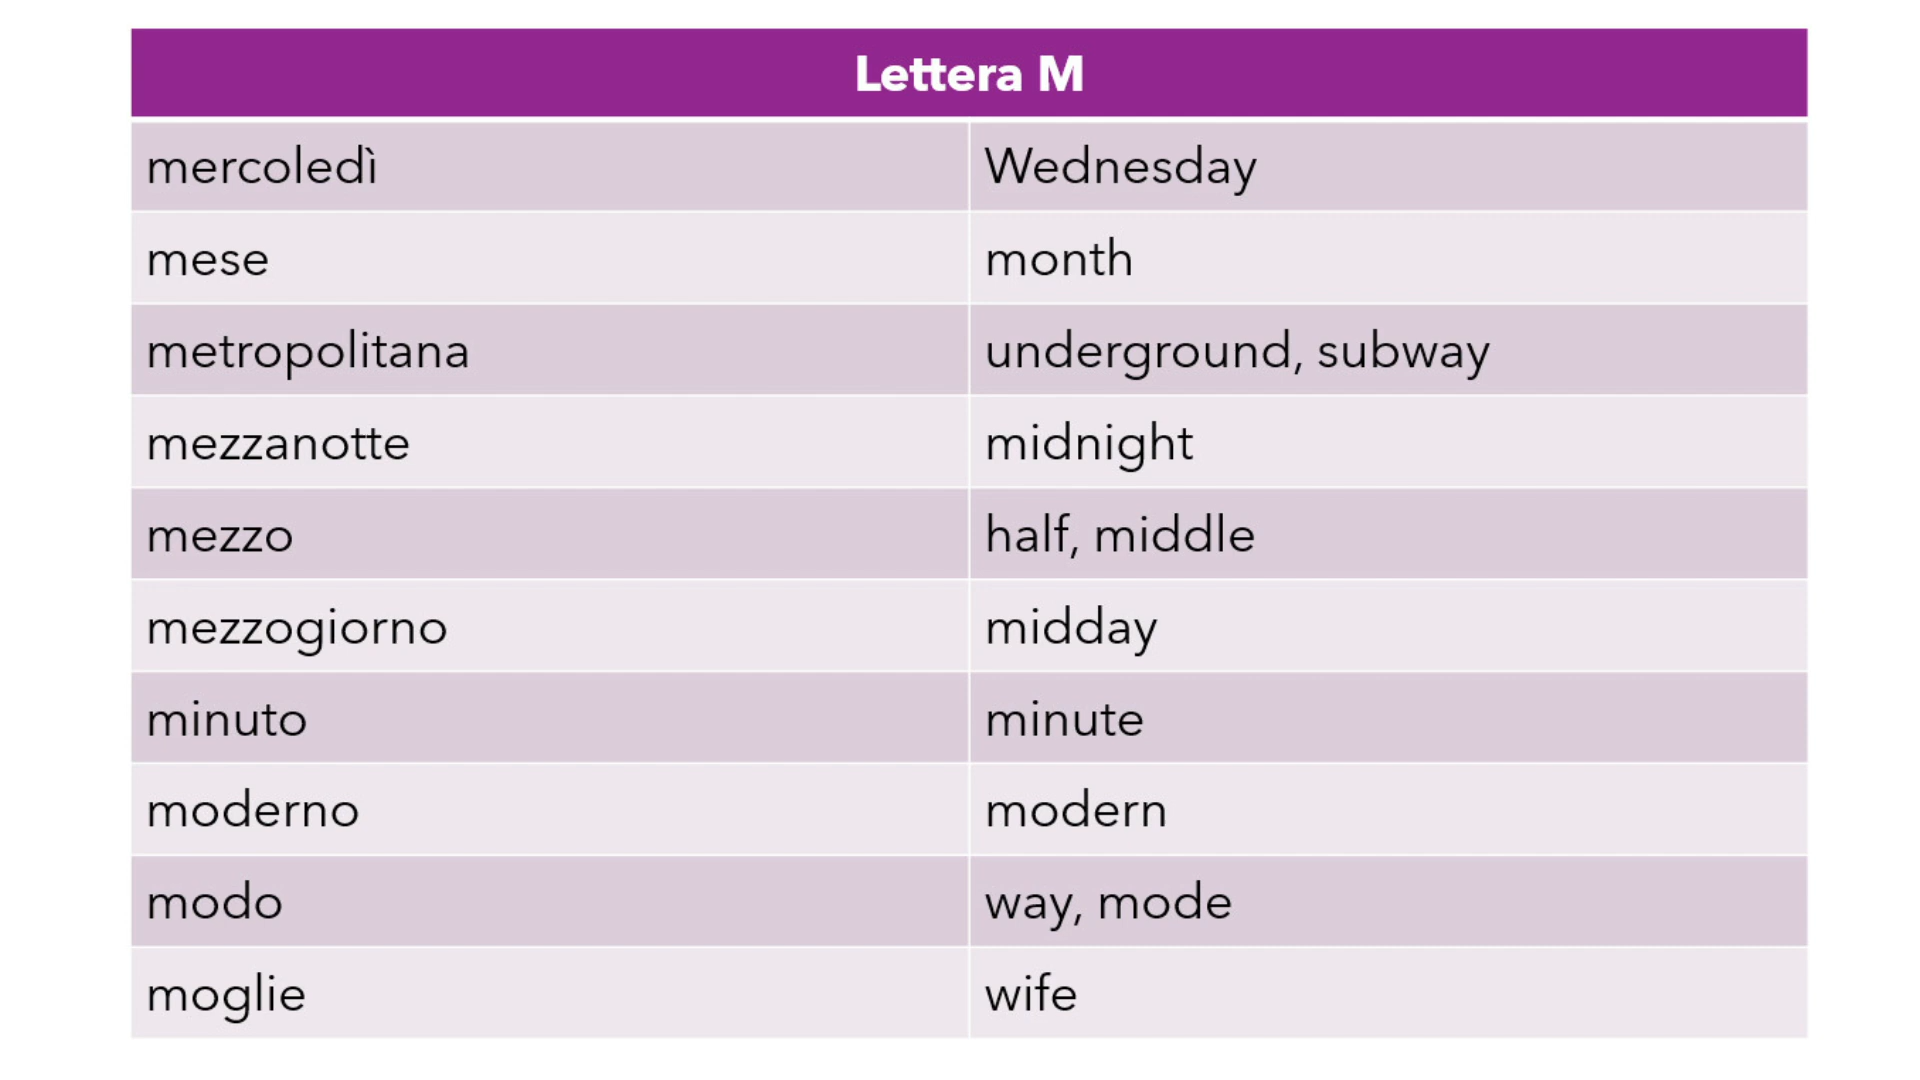 Lettera M
mercoledì Wednesday
mese month
metropolitana underground, subway
mezzanotte midnight
mezzo half, middle
mezzogiorno midday
minuto minute
moderno modern
modo way, mode
moglie wife